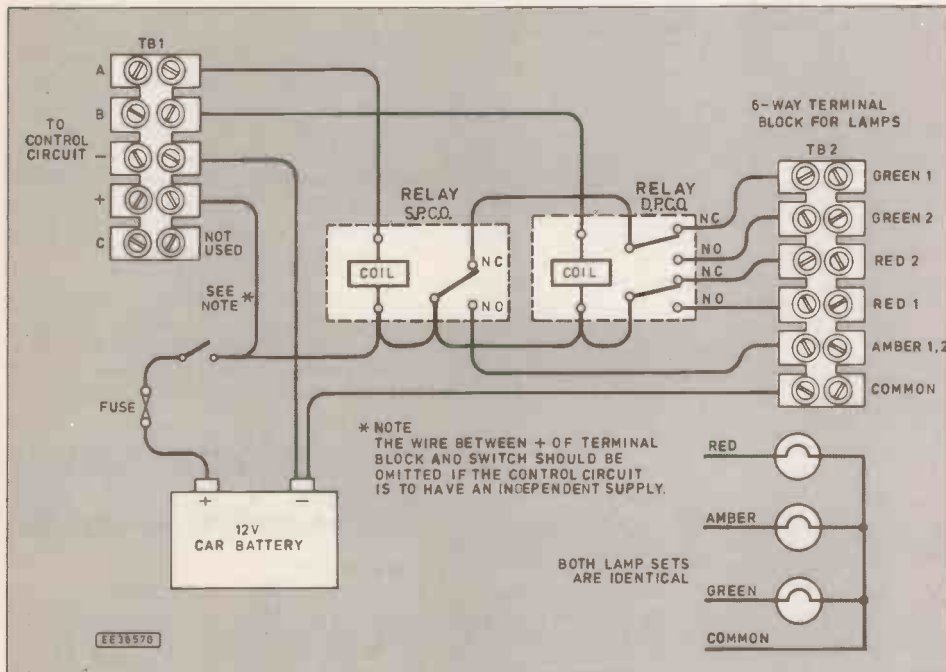 TB1
A
B
TO
CONTROL
CIRCUIT
-
+
C
NOT
USED
SEE
NOTE *
FUSE
+
-
12V
CAR BATTERY
RELAY
S.P.C.O.
COIL
NC
NO
RELAY
D.P.C.O.
COIL
NC
NO
NC
NO
6-WAY TERMINAL
BLOCK FOR LAMPS
TB2
GREEN 1
GREEN 2
RED 2
RED 1
AMBER 1,2
COMMON
* NOTE
THE WIRE BETWEEN + OF TERMINAL
BLOCK AND SWITCH SHOULD BE
OMITTED IF THE CONTROL CIRCUIT
IS TO HAVE AN INDEPENDENT SUPPLY.
RED
AMBER
BOTH LAMP SETS
ARE IDENTICAL
GREEN
COMMON
EE3657G